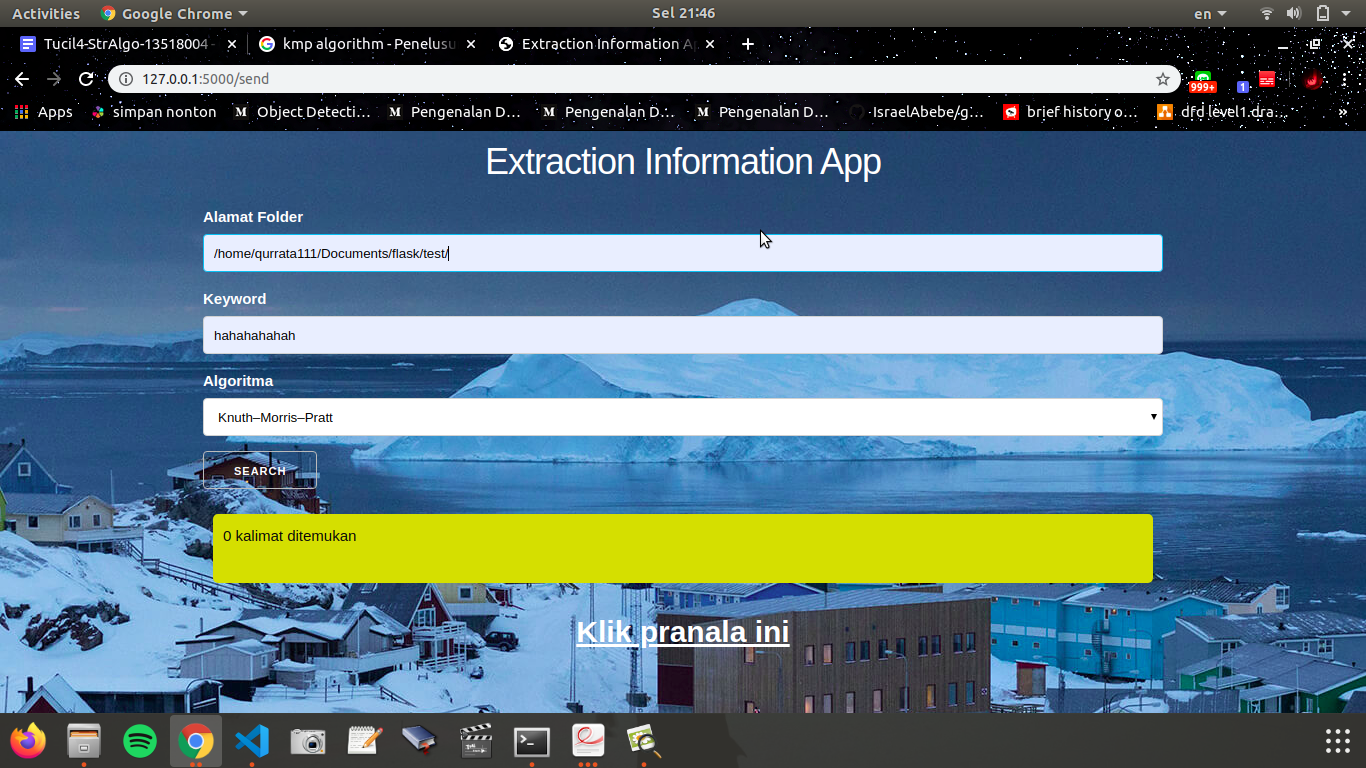 Activities
Google Chrome
Sel 21:46
en
Tucil4-StrAlgo-13518004 -
kmp algorithm - Penelusu
Extraction Information Ap
127.0.0.1:5000/send
999+
1
Apps
simpan nonton
Object Detecti...
Pengenalan D...
Pengenalan D...
Pengenalan D...
IsraelAbebe/g...
brief history o...
dfd level1.dra...
»
Extraction Information App
Alamat Folder
/home/qurrata111/Documents/flask/test/
Keyword
hahahahahah
Algoritma
Knuth–Morris–Pratt
SEARCH
0 kalimat ditemukan
Klik pranala ini